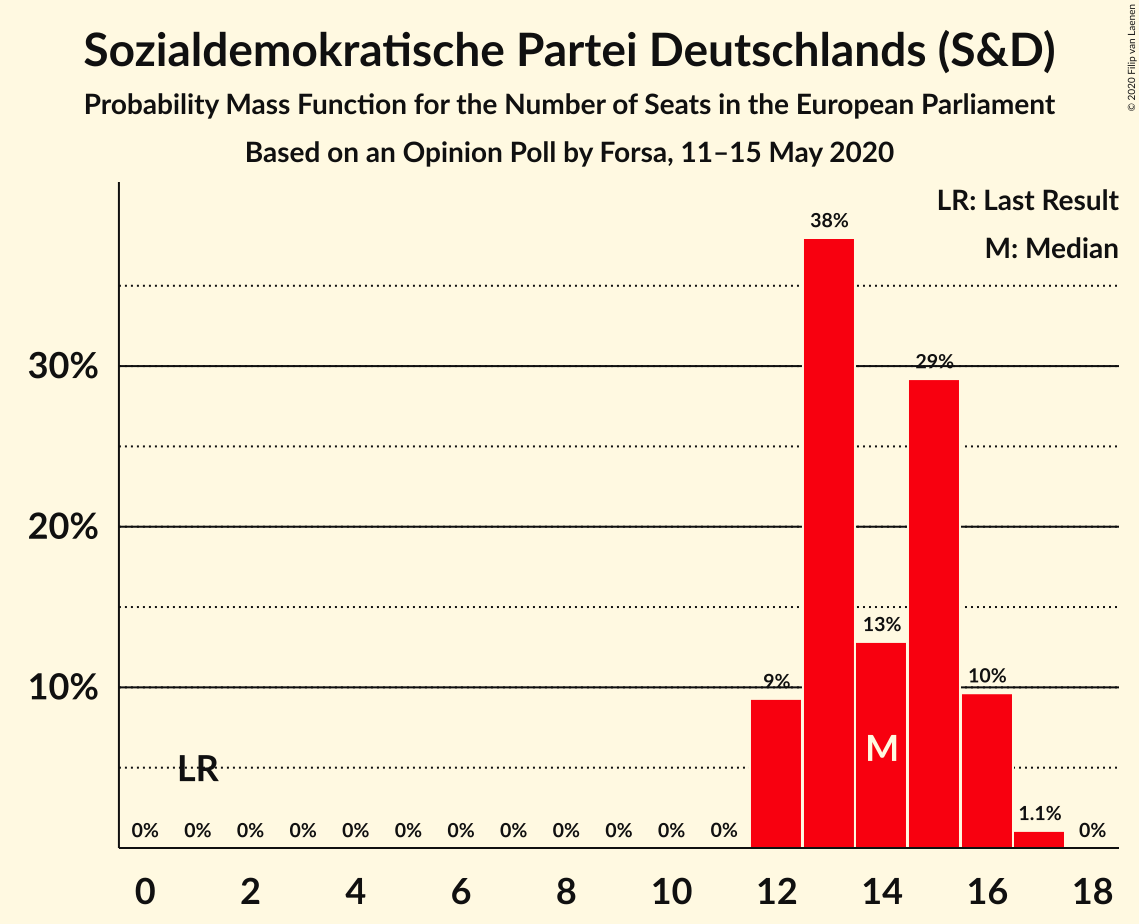 Sozialdemokratische Partei Deutschlands (S&D)
Probability Mass Function for the Number of Seats in the European Parliament
Based on an Opinion Poll by Forsa, 11–15 May 2020
© 2020 Filip van Laenen
LR: Last Result
M: Median
38%
30%
29%
20%
13%
10%
9%
10%
M
LR
1.1%
0% 0% 0% 0% 0% 0% 0% 0% 0% 0% 0% 0% 0%
0 2 4 6 8 10 12 14 16 18